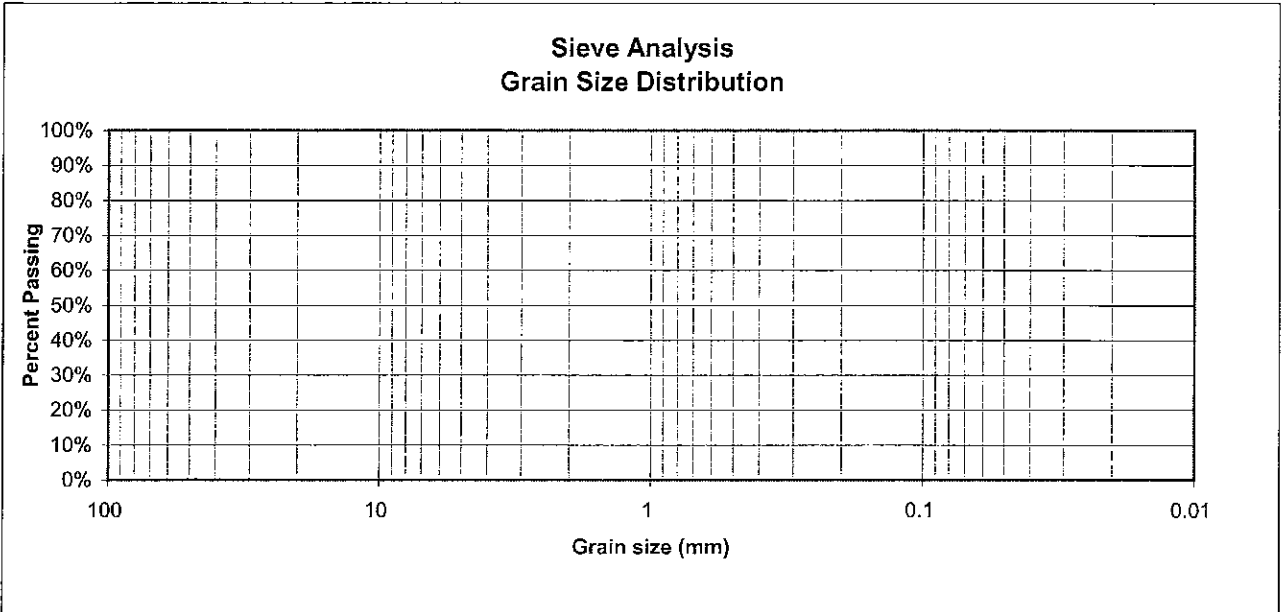 Sieve Analysis
Grain Size Distribution
100%
90%
80%
70%
60%
50%
40%
30%
20%
10%
0%
Percent Passing
100 10 1 0.1 0.01
Grain size (mm)